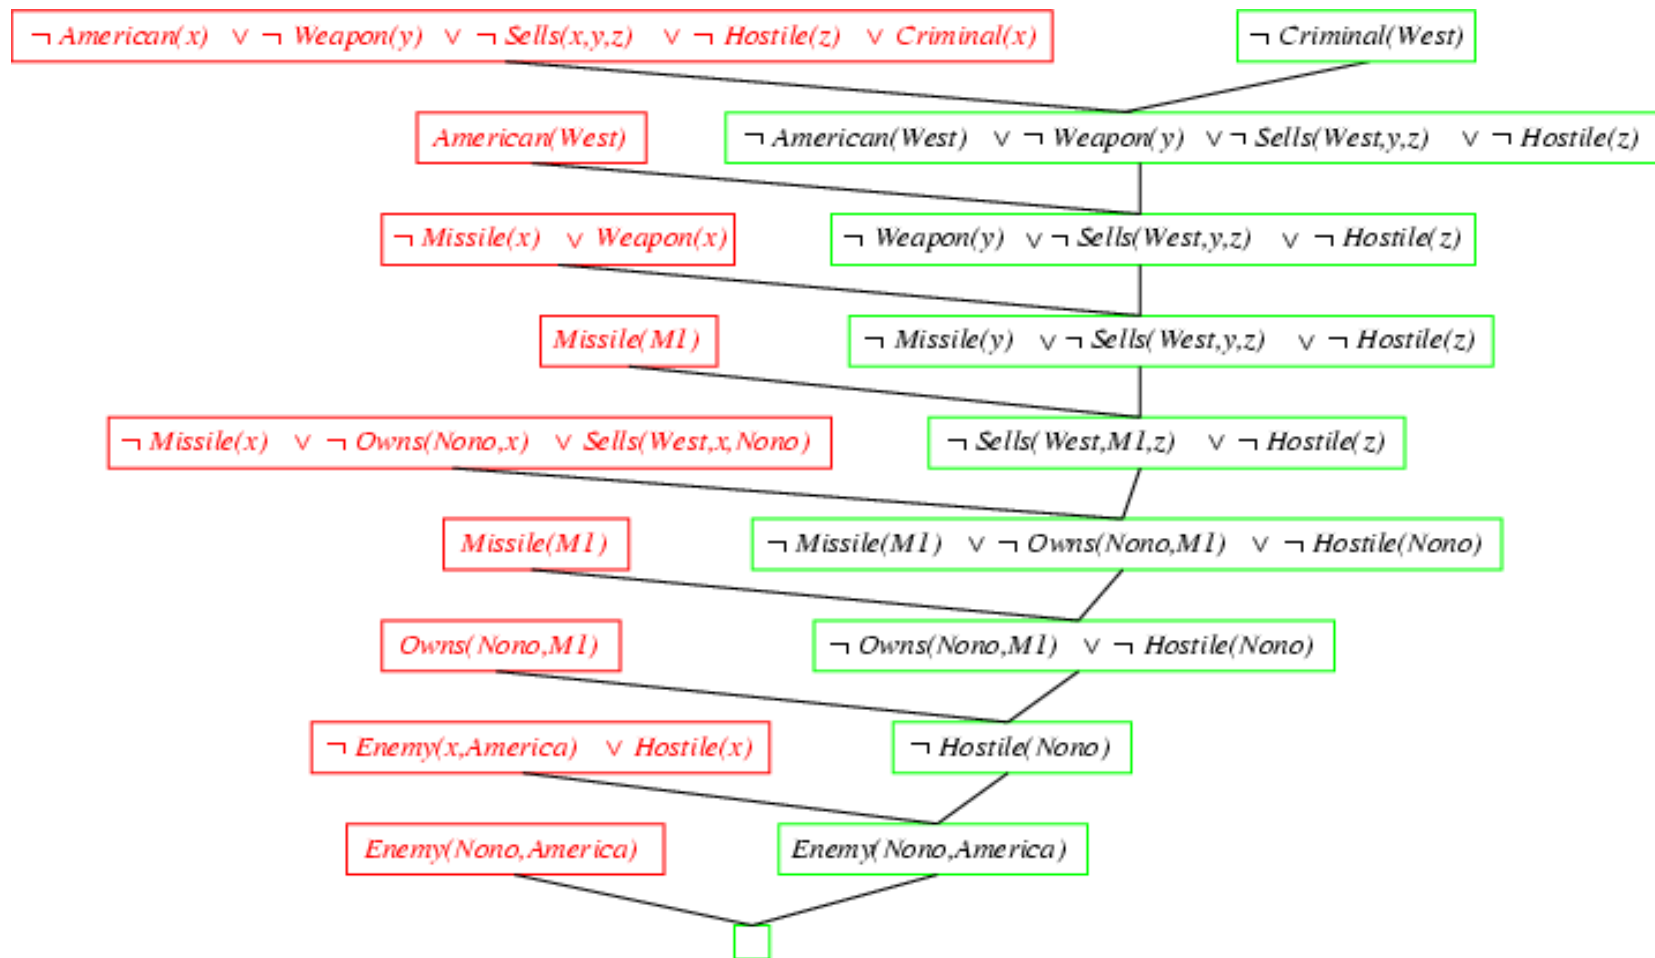 ¬ American(x) ∨ ¬ Weapon(y) ∨ ¬ Sells(x,y,z) ∨ ¬ Hostile(z) ∨ Criminal(x) ¬ Criminal(West)
American(West) ¬ American(West) ∨ ¬ Weapon(y) ∨ ¬ Sells(West,y,z) ∨ ¬ Hostile(z)
¬ Missile(x) ∨ Weapon(x) ¬ Weapon(y) ∨ ¬ Sells(West,y,z) ∨ ¬ Hostile(z)
Missile(M1) ¬ Missile(y) ∨ ¬ Sells(West,y,z) ∨ ¬ Hostile(z)
¬ Missile(x) ∨ ¬ Owns(Nono,x) ∨ Sells(West,x,Nono) ¬ Sells(West,M1,z) ∨ ¬ Hostile(z)
Missile(M1) ¬ Missile(M1) ∨ ¬ Owns(Nono,M1) ∨ ¬ Hostile(Nono)
Owns(Nono,M1) ¬ Owns(Nono,M1) ∨ ¬ Hostile(Nono)
¬ Enemy(x,America) ∨ Hostile(x) ¬ Hostile(Nono)
Enemy(Nono,America) Enemy(Nono,America)